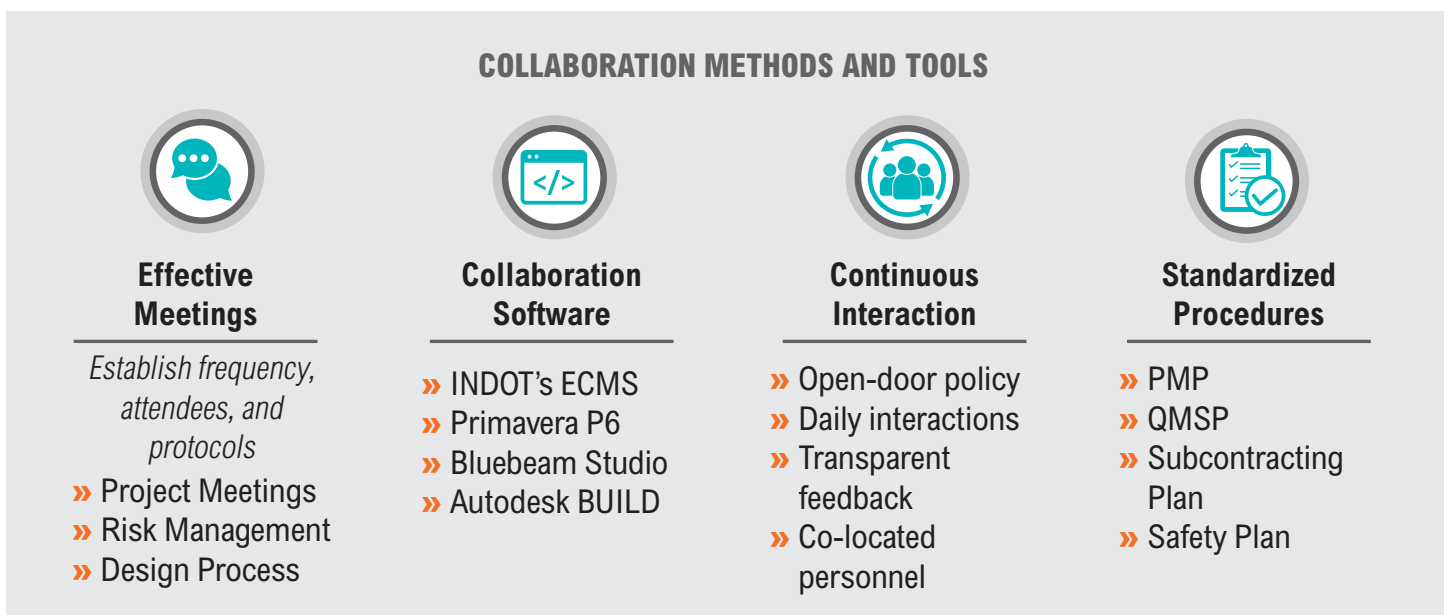 COLLABORATION METHODS AND TOOLS
Effective
Meetings
Establish frequency,
attendees, and
protocols
» Project Meetings
» Risk Management
» Design Process
</>
Collaboration
Software
» INDOT’s ECMS
» Primavera P6
» Bluebeam Studio
» Autodesk BUILD
Continuous
Interaction
» Open-door policy
» Daily interactions
» Transparent
feedback
» Co-located
personnel
Standardized
Procedures
» PMP
» QMSP
» Subcontracting
Plan
» Safety Plan